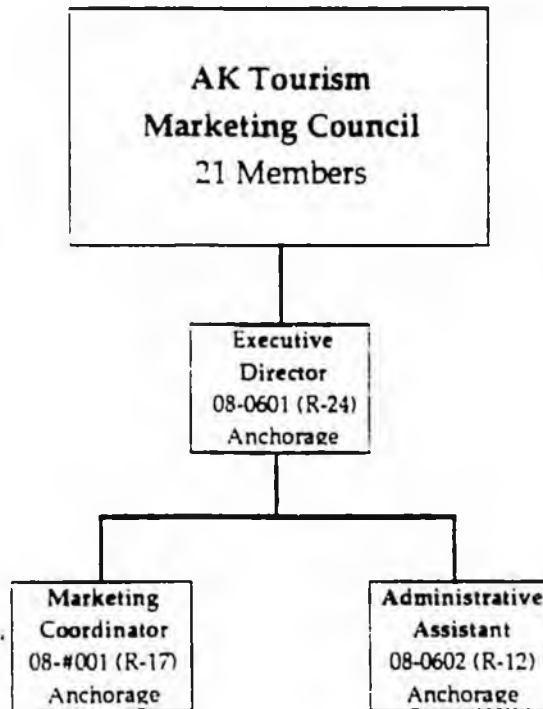 AK Tourism
Marketing Council
21 Members
Executive
Director
08-0601 (R-24)
Anchorage
Marketing
Coordinator
08-#001 (R-17)
Anchorage
Administrative
Assistant
08-0602 (R-12)
Anchorage